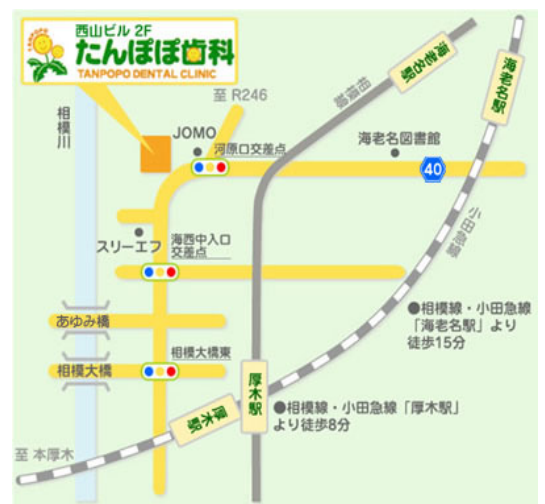 西山ビル 2F
たんぽぽ歯科
TANPOPO DENTAL CLINIC
海老名駅
海老名駅
相模線
至 R246
相模川
JOMO
河原口交差点
海老名図書館
40
小田急線
スリーエフ
海西中入口
交差点
●相模線・小田急線
「海老名駅」より
徒歩15分
あゆみ橋
相模大橋東
相模大橋
厚木駅
厚木駅
●相模線・小田急線「厚木駅」
より徒歩8分
至 本厚木